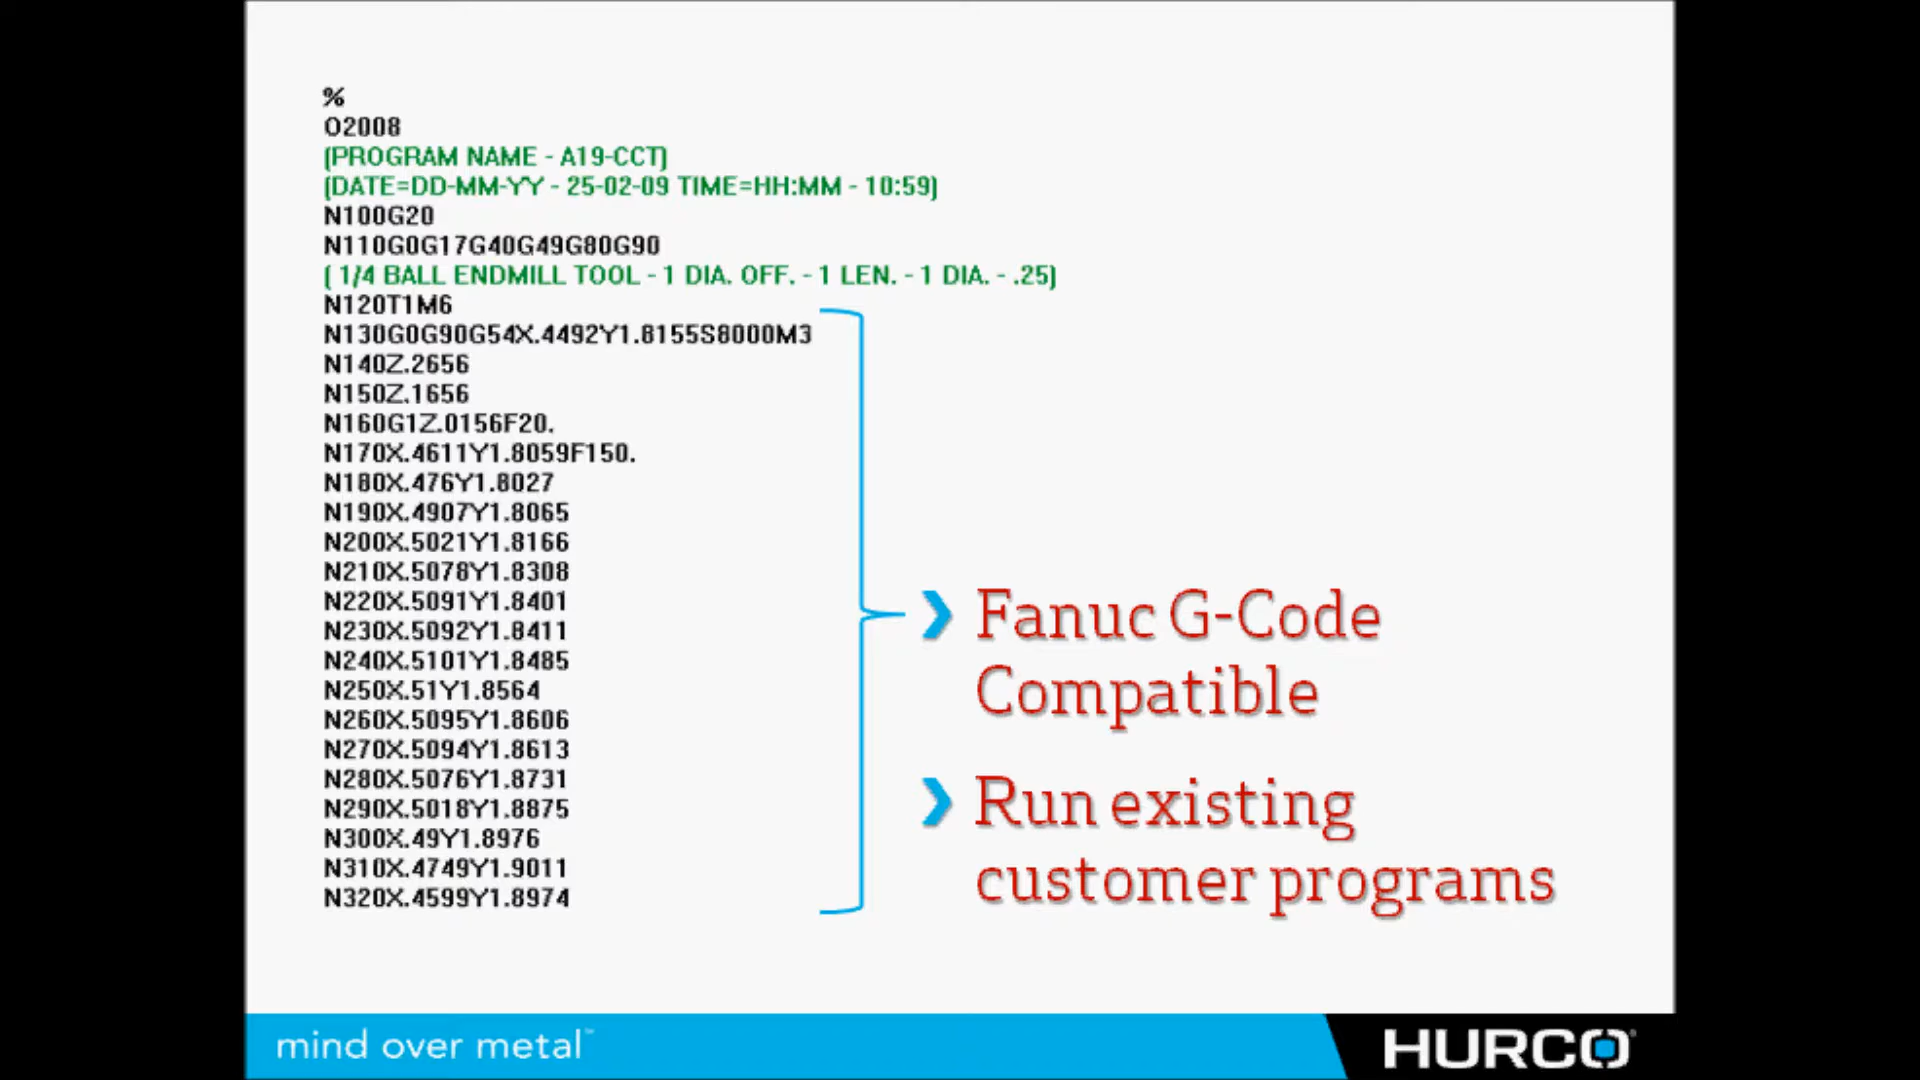 %
O2008
(PROGRAM NAME - A19-CCT)
(DATE=DD-MM-YY - 25-02-09 TIME=HH:MM - 10:59)
N100G20
N110G0G17G40G49G80G90
( 1/4 BALL ENDMILL TOOL - 1 DIA. OFF. - 1 LEN. - 1 DIA. - .25)
N120T1M6
N130G0G90G54X.4492Y1.8155S8000M3
N140Z.2656
N150Z.1656
N160G1Z.0156F20.
N170X.4611Y1.8059F150.
N180X.476Y1.8027
N190X.4907Y1.8065
N200X.5021Y1.8166
N210X.5078Y1.8308
N220X.5091Y1.8401
N230X.5092Y1.8411
N240X.5101Y1.8485
N250X.51Y1.8564
N260X.5095Y1.8606
N270X.5094Y1.8613
N280X.5076Y1.8731
N290X.5018Y1.8875
N300X.49Y1.8976
N310X.4749Y1.9011
N320X.4599Y1.8974
Fanuc G-Code
Compatible
Run existing
customer programs
mind over metal™
HURCO®